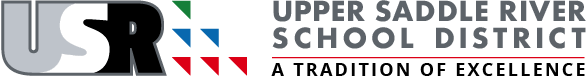 USR
UPPER SADDLE RIVER
SCHOOL DISTRICT
A TRADITION OF EXCELLENCE